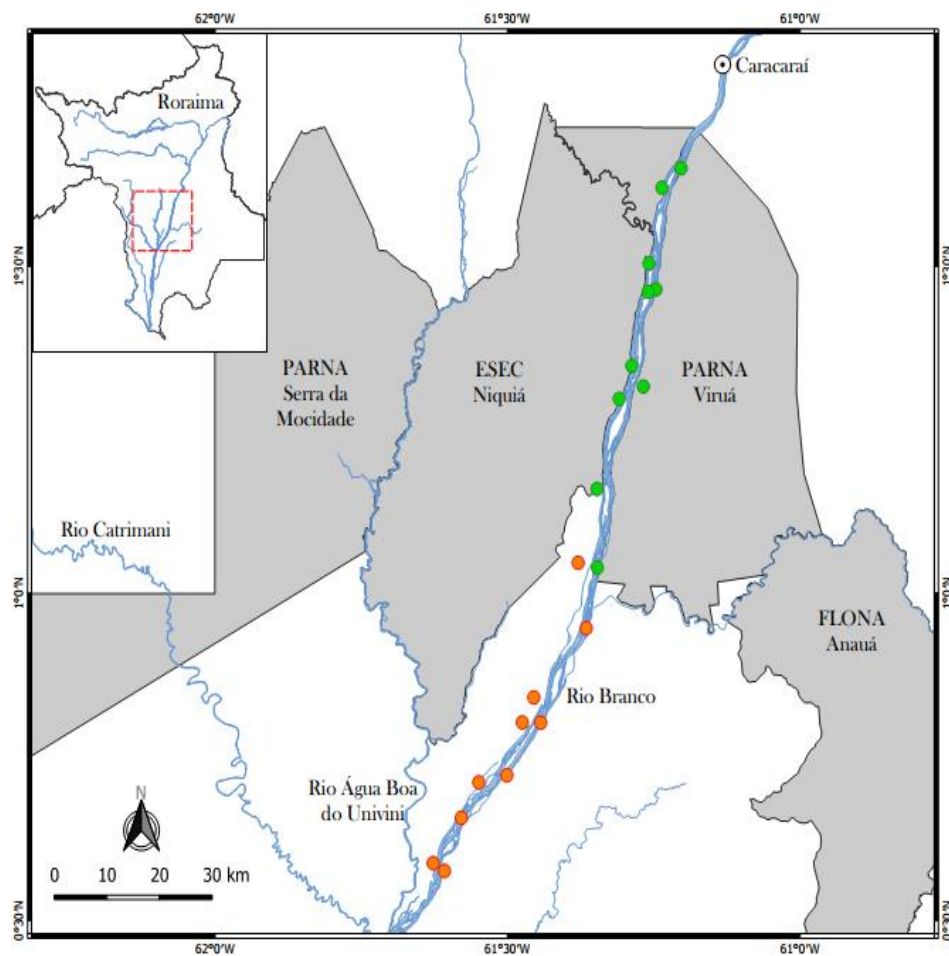 62°0'W
61°30'W
61°0'W
Caracaraí
Roraima
1°30'N
1°30'N
PARNA
Serra da
Mocidade
ESEC
Niquiá
PARNA
Viruá
Rio Catrimani
1°0'N
1°0'N
FLONA
Anauá
Rio Branco
Rio Água Boa
do Univini
N
0
10
20
30 km
0°30'N
0°30'N
62°0'W
61°30'W
61°0'W